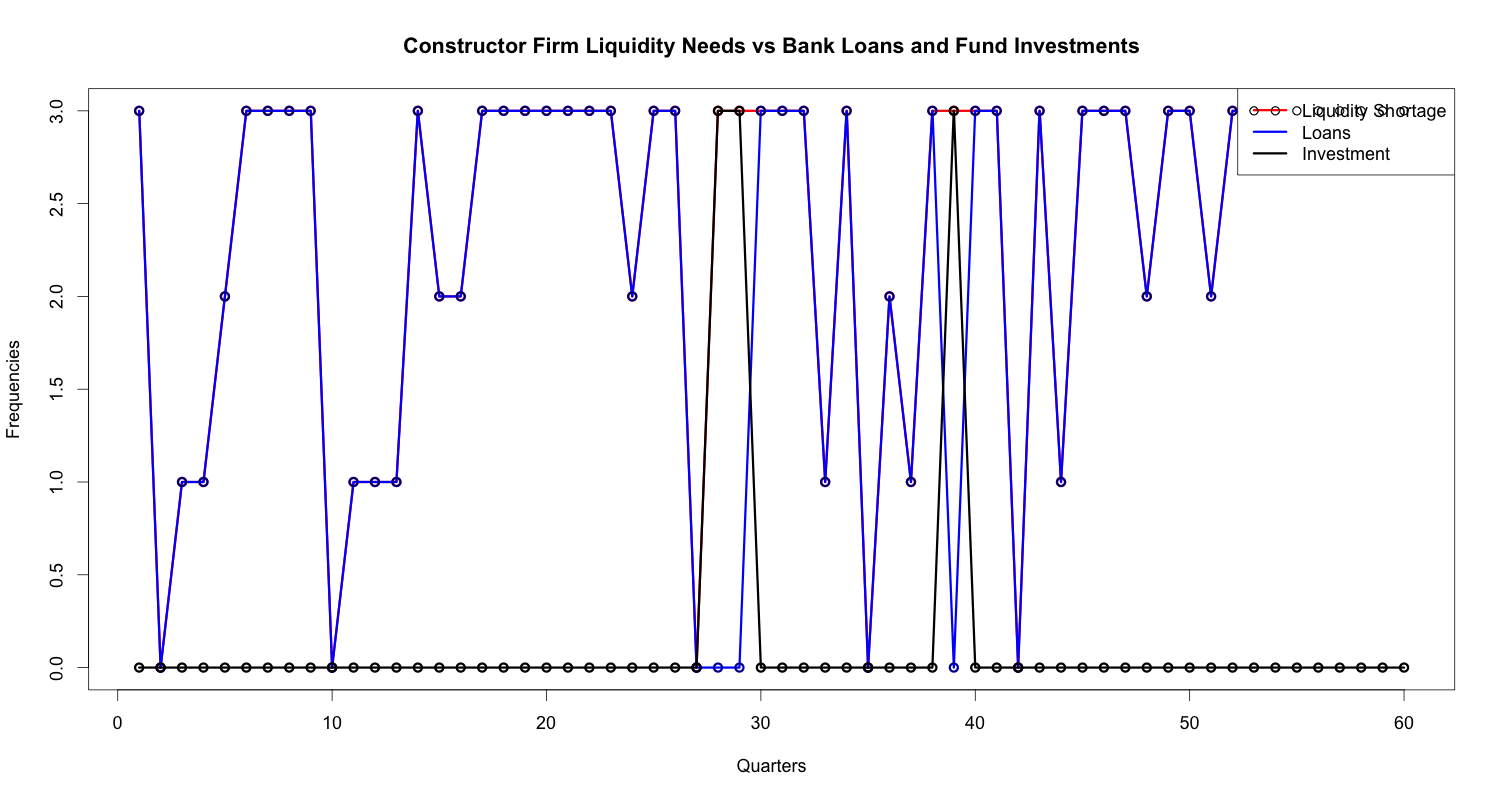 Constructor Firm Liquidity Needs vs Bank Loans and Fund Investments
Liquidity Shortage
Loans
Investment
Frequencies
3.0
2.5
2.0
1.5
1.0
0.5
0.0
0 10 20 30 40 50 60
Quarters